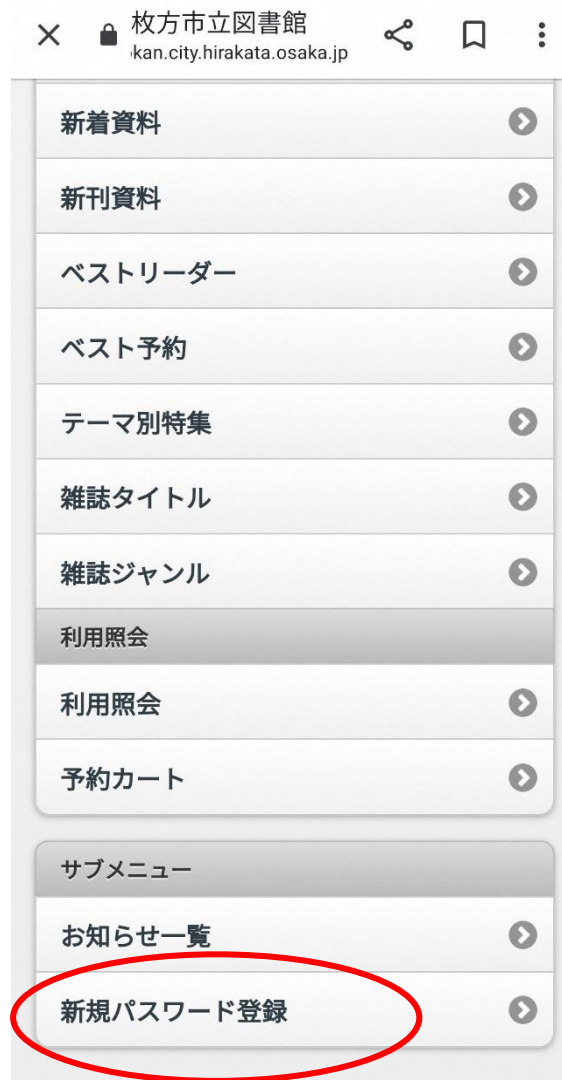 枚方市立図書館
kan.city.hirakata.osaka.jp
新着資料
新刊資料
ベストリーダー
ベスト予約
テーマ別特集
雑誌タイトル
雑誌ジャンル
利用照会
利用照会
予約カート
サブメニュー
お知らせ一覧
新規パスワード登録